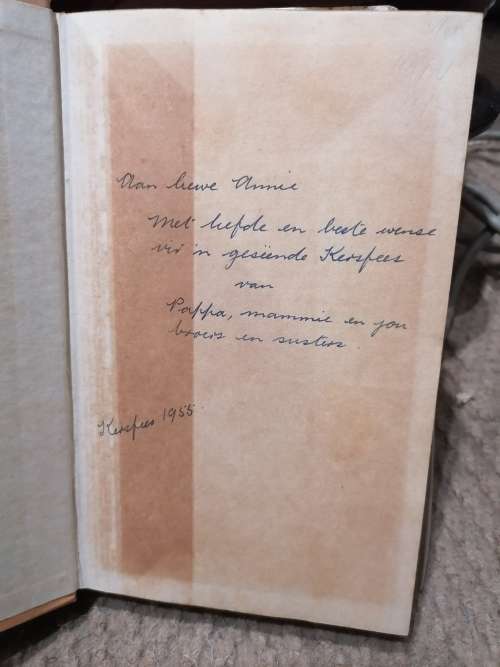 Aan liewe Annie
Met liefde en beste wense
vir 'n geseënde Kersfees
van
Pappa, mammie en jou
broers en susters.
Kersfees 1955.